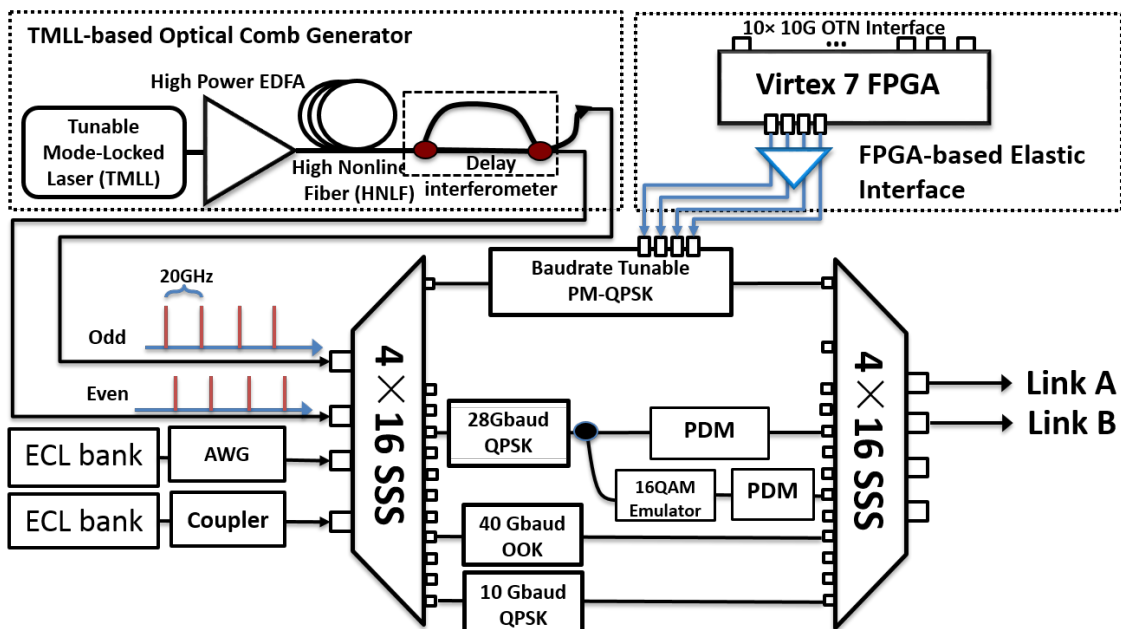 TMLL-based Optical Comb Generator
High Power EDFA
Tunable
Mode-Locked
Laser (TMLL)
High Nonline
Fiber (HNLF)
Delay
interferometer
10× 10G OTN Interface
...
Virtex 7 FPGA
FPGA-based Elastic
Interface
20GHz
Odd
Even
ECL bank
AWG
ECL bank
Coupler
4×16 SSS
Baudrate Tunable
PM-QPSK
28Gbaud
QPSK
PDM
16QAM
Emulator
PDM
40 Gbaud
OOK
10 Gbaud
QPSK
4×16 SSS
Link A
Link B